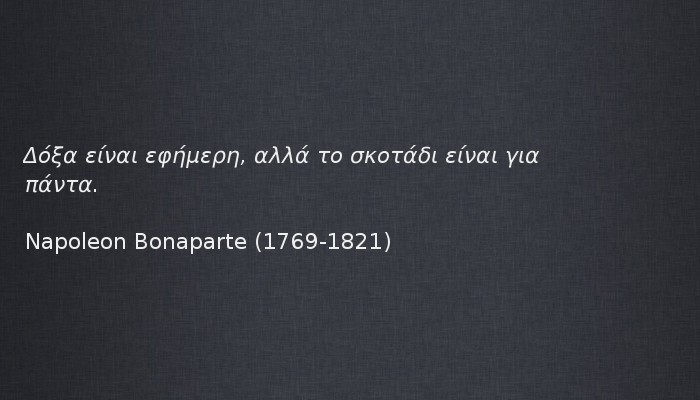 Δόξα είναι εφήμερη, αλλά το σκοτάδι είναι για
πάντα.
Napoleon Bonaparte (1769-1821)